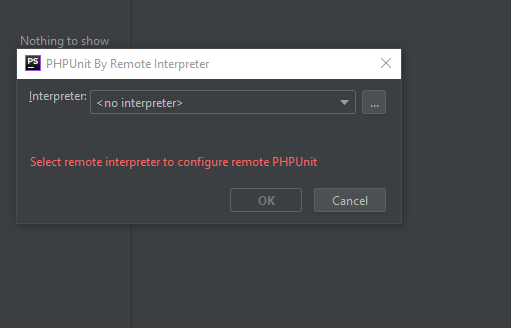 Nothing to show
PS
PHPUnit By Remote Interpreter
Interpreter: <no interpreter> ...
Select remote interpreter to configure remote PHPUnit
OK Cancel